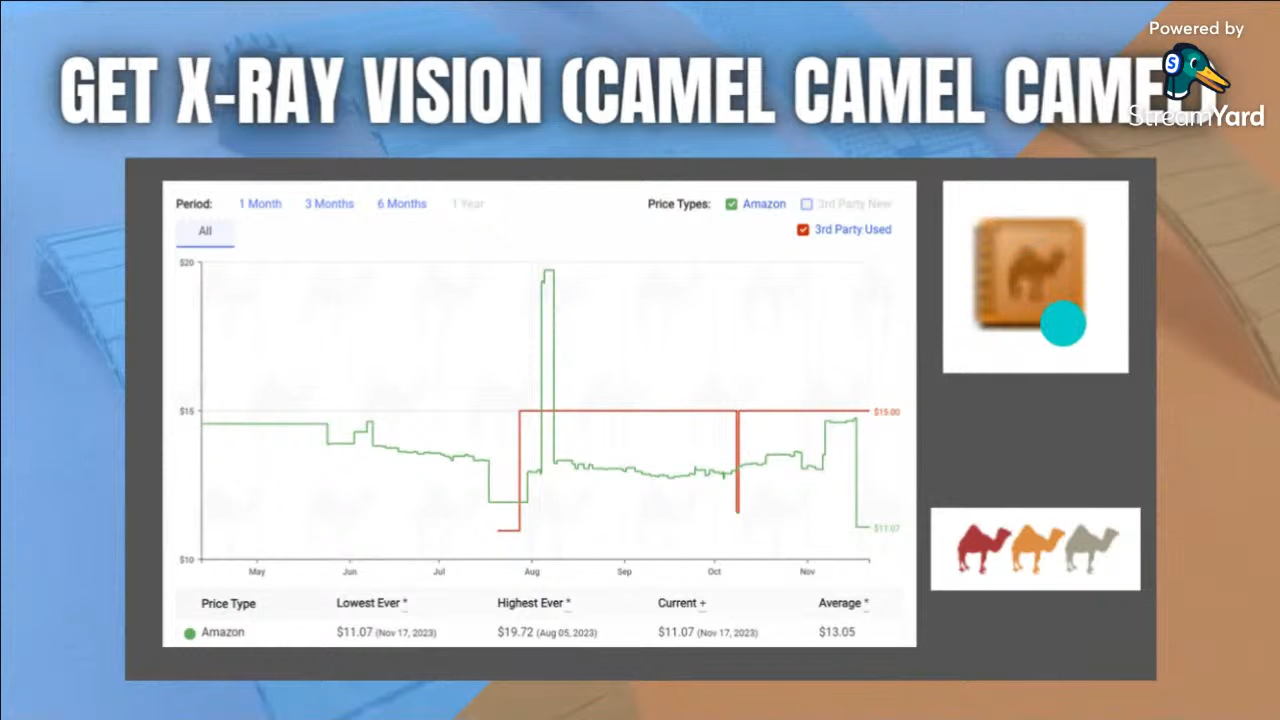 Powered by
StreamYard
GET X-RAY VISION (CAMEL CAMEL CAMEL)
Period: 1 Month 3 Months 6 Months 1 Year
All
Price Types: Amazon 3rd Party New
3rd Party Used
$20
$15
$10
$15.00
$11.07
May Jun Jul Aug Sep Oct Nov
Price Type Lowest Ever * Highest Ever * Current + Average *
Amazon $11.07 (Nov 17, 2023) $19.72 (Aug 05, 2023) $11.07 (Nov 17, 2023) $13.05